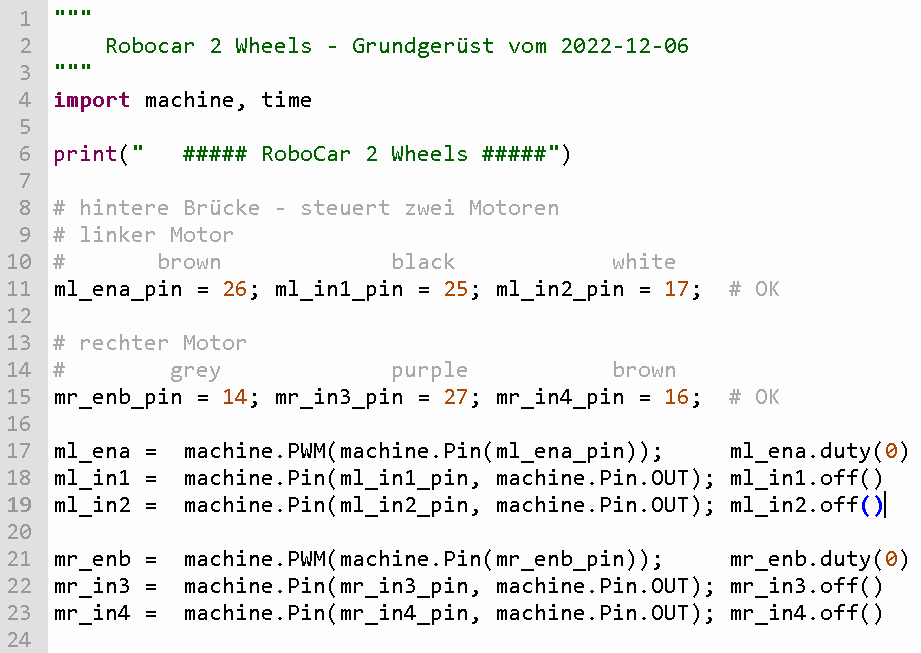 1 """
2     Robocar 2 Wheels - Grundgerüst vom 2022-12-06
3 """
4 import machine, time
5
6 print("   ##### RoboCar 2 Wheels #####")
7
8 # hintere Brücke - steuert zwei Motoren
9 # linker Motor
10 #       brown             black            white
11 ml_ena_pin = 26; ml_in1_pin = 25; ml_in2_pin = 17;  # OK
12
13 # rechter Motor
14 #        grey             purple           brown
15 mr_enb_pin = 14; mr_in3_pin = 27; mr_in4_pin = 16;  # OK
16
17 ml_ena =  machine.PWM(machine.Pin(ml_ena_pin));     ml_ena.duty(0)
18 ml_in1 =  machine.Pin(ml_in1_pin, machine.Pin.OUT); ml_in1.off()
19 ml_in2 =  machine.Pin(ml_in2_pin, machine.Pin.OUT); ml_in2.off()
20
21 mr_enb =  machine.PWM(machine.Pin(mr_enb_pin));     mr_enb.duty(0)
22 mr_in3 =  machine.Pin(mr_in3_pin, machine.Pin.OUT); mr_in3.off()
23 mr_in4 =  machine.Pin(mr_in4_pin, machine.Pin.OUT); mr_in4.off()
24